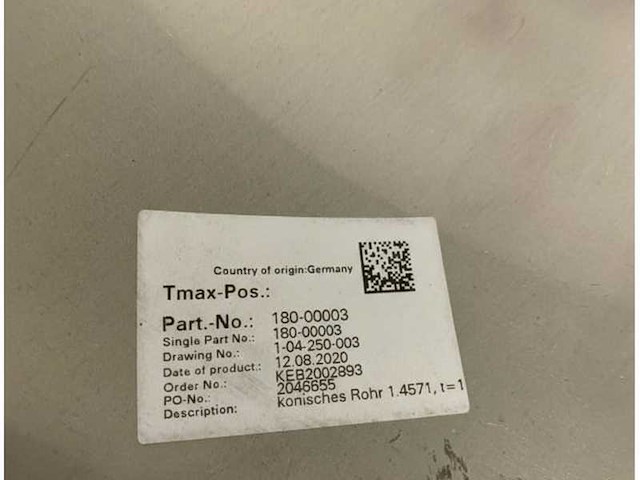 Country of origin:Germany
Tmax-Pos.:
Part.-No.: 180-00003
Single Part No.: 180-00003
Drawing No.: 1-04-250-003
Date of product.: 12.08.2020
Order No.: KEB2002893
PO-No.: 2046655
Description: Konisches Rohr 1.4571, t=1